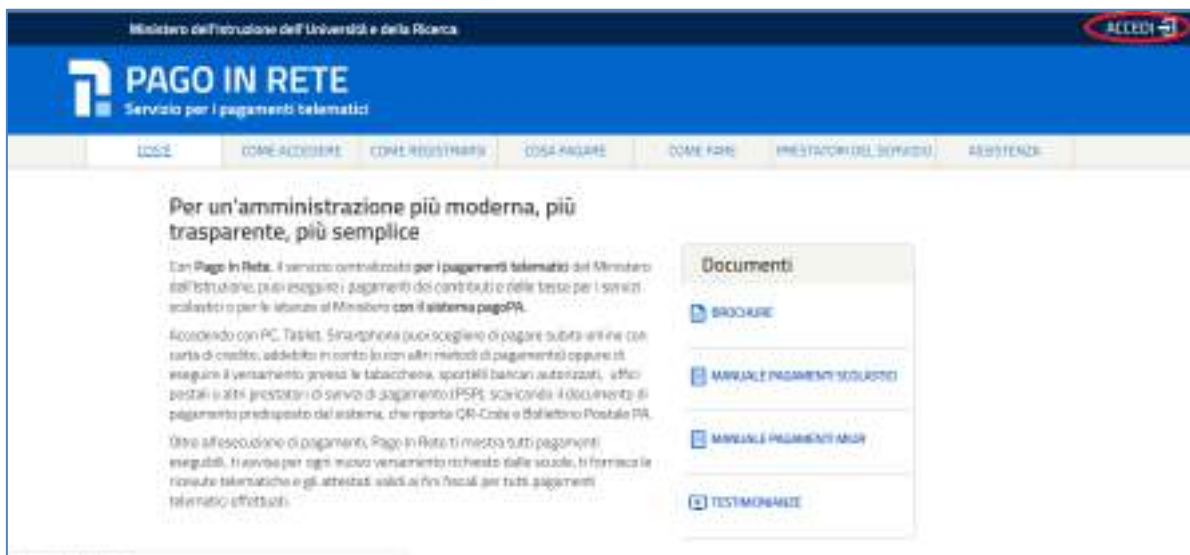 Ministero dell'Istruzione dell'Università e della Ricerca
ACCEDI
PAGO IN RETE
Servizio per i pagamenti telematici
COS'È
COME ACCEDERE
COME REGISTRARSI
COSA PAGARE
COME FARE
PRESTATORI DEL SERVIZIO
ASSISTENZA
Per un'amministrazione più moderna, più
trasparente, più semplice
Con Pago In Rete, il servizio centralizzato per i pagamenti telematici del Ministero
dell'Istruzione, puoi eseguire i pagamenti dei contributi e delle tasse per i servizi
scolastici o per le istanze al Ministero con il sistema pagoPA.
Accedendo con PC, Tablet, Smartphone puoi scegliere di pagare subito online con
carta di credito, addebito in conto (o con altri metodi di pagamento) oppure di
eseguire il versamento presso le tabaccherie, sportelli bancari autorizzati, uffici
postali o altri prestatori di servizi di pagamento (PSP), scaricando il documento di
pagamento predisposto dal sistema, che riporta QR-Code e Bollettino Postale PA.
Oltre all'esecuzione di pagamenti, Pago In Rete ti mostra tutti pagamenti
eseguibili, ti avvisa per ogni nuovo versamento richiesto dalle scuole, ti fornisce le
ricevute telematiche e gli attestati validi ai fini fiscali per tutti pagamenti
telematici effettuati.
Documenti
BROCHURE
MANUALE PAGAMENTI SCOLASTICI
MANUALE PAGAMENTI MIUR
TESTIMONIANZE